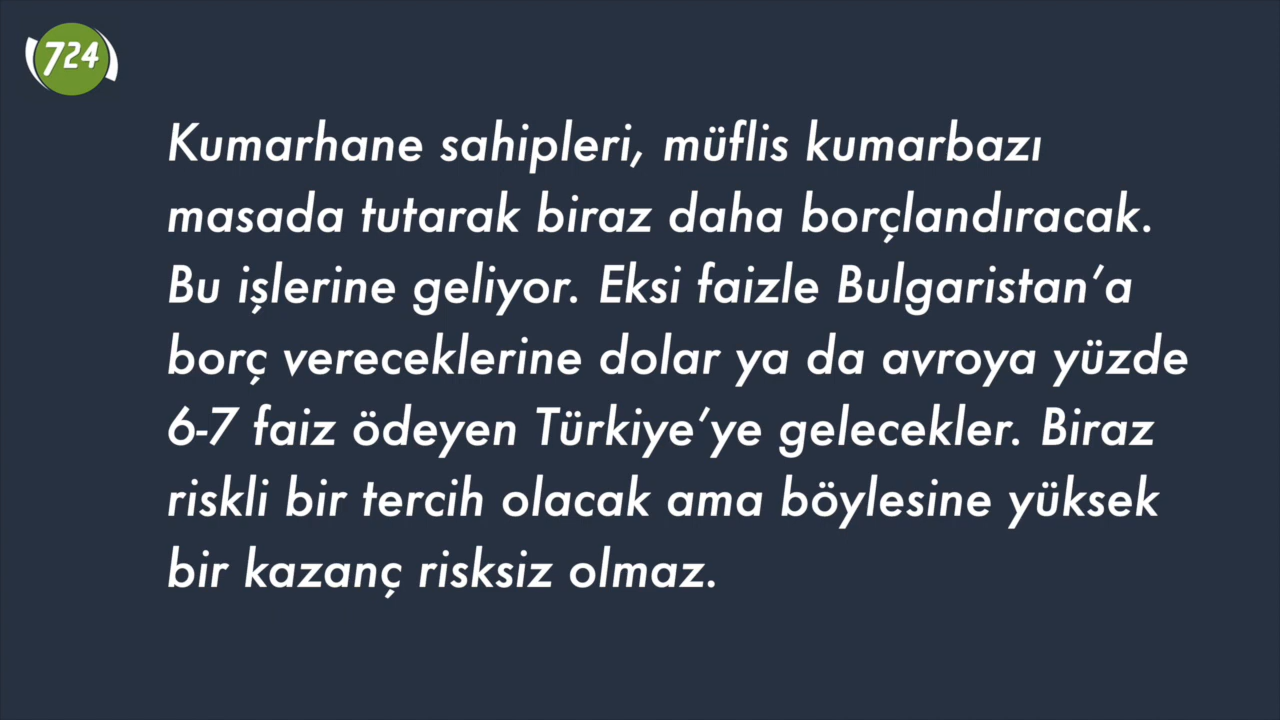 724
Kumarhane sahipleri, müflis kumarbazı
masada tutarak biraz daha borçlandıracak.
Bu işlerine geliyor. Eksi faizle Bulgaristan’a
borç vereceklerine dolar ya da avroya yüzde
6-7 faiz ödeyen Türkiye’ye gelecekler. Biraz
riskli bir tercih olacak ama böylesine yüksek
bir kazanç risksiz olmaz.